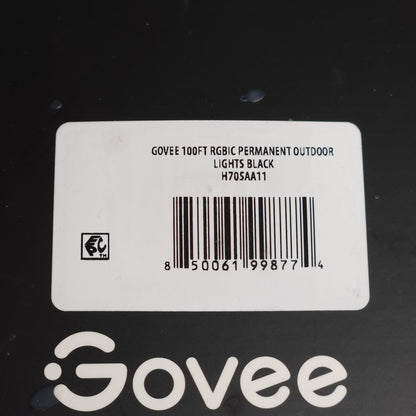 GOVEE 100FT RGBIC PERMANENT OUTDOOR
LIGHTS BLACK
H705AA11
8 50061 99877 4
Govee